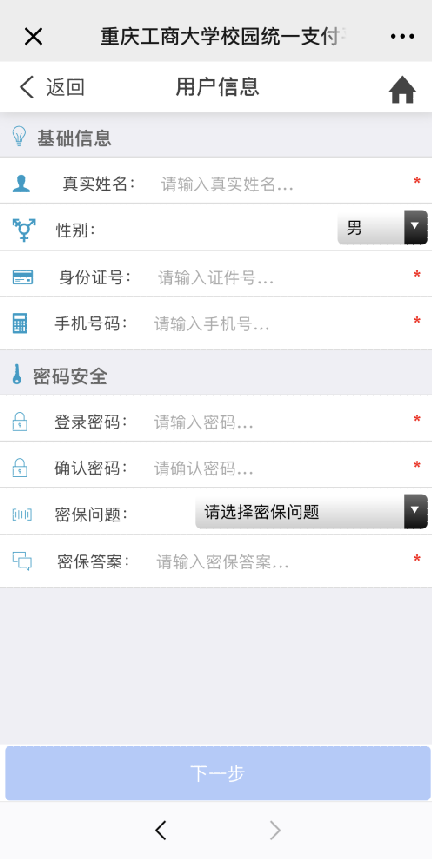 重庆工商大学校园统一支付
返回
用户信息
基础信息
真实姓名： 请输入真实姓名... *
性别： 男
身份证号： 请输入证件号... *
手机号码： 请输入手机号... *
密码安全
登录密码： 请输入密码... *
确认密码： 请确认密码... *
密保问题： 请选择密保问题
密保答案： 请输入密保答案... *
下一步